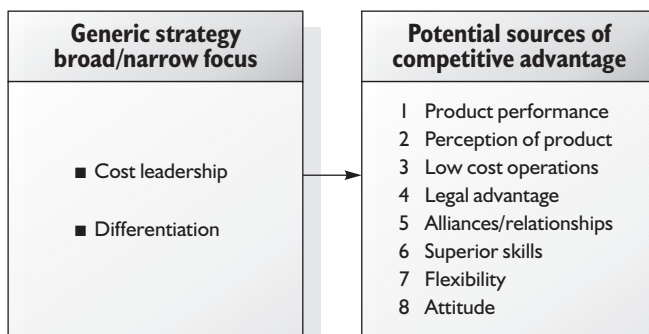 Generic strategy
broad/narrow focus
■ Cost leadership
■ Differentiation
Potential sources of
competitive advantage
1 Product performance
2 Perception of product
3 Low cost operations
4 Legal advantage
5 Alliances/relationships
6 Superior skills
7 Flexibility
8 Attitude